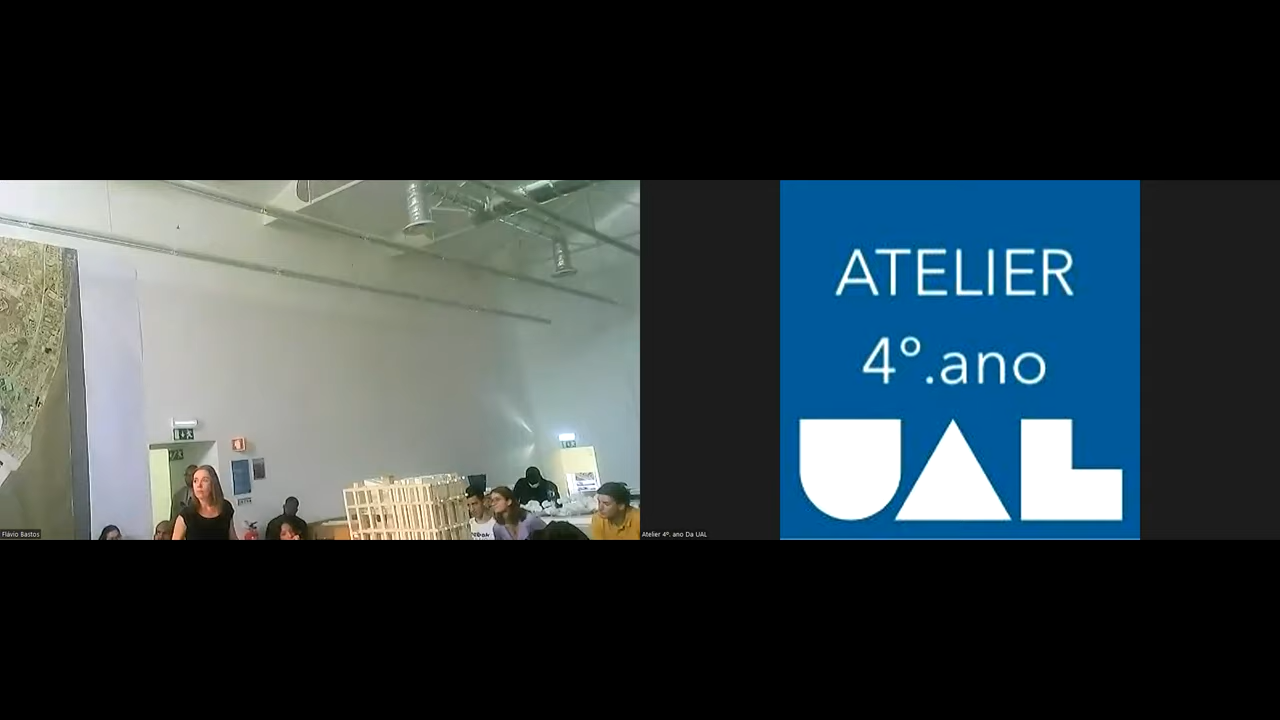 ATELIER
4º.ano
UAL
Flávio Bastos
Atelier 4º. ano Da UAL